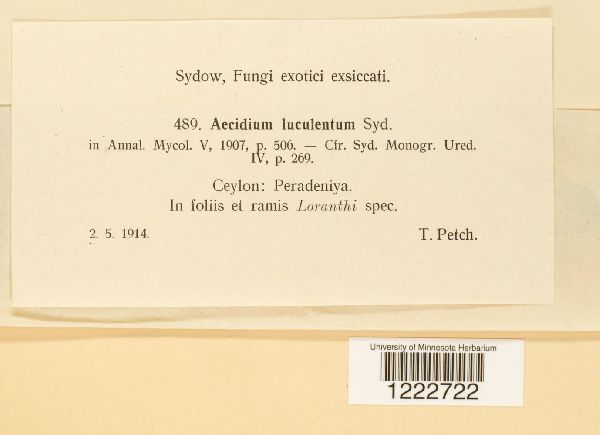 Sydow, Fungi exotici exsiccati.
489. Aecidium luculentum Syd.
in Annal. Mycol. V, 1907, p. 506. — Cfr. Syd. Monogr. Ured.
IV, p. 269.
Ceylon: Peradeniya.
In foliis et ramis Loranthi spec.
2. 5. 1914.
T. Petch.
University of Minnesota Herbarium
1222722